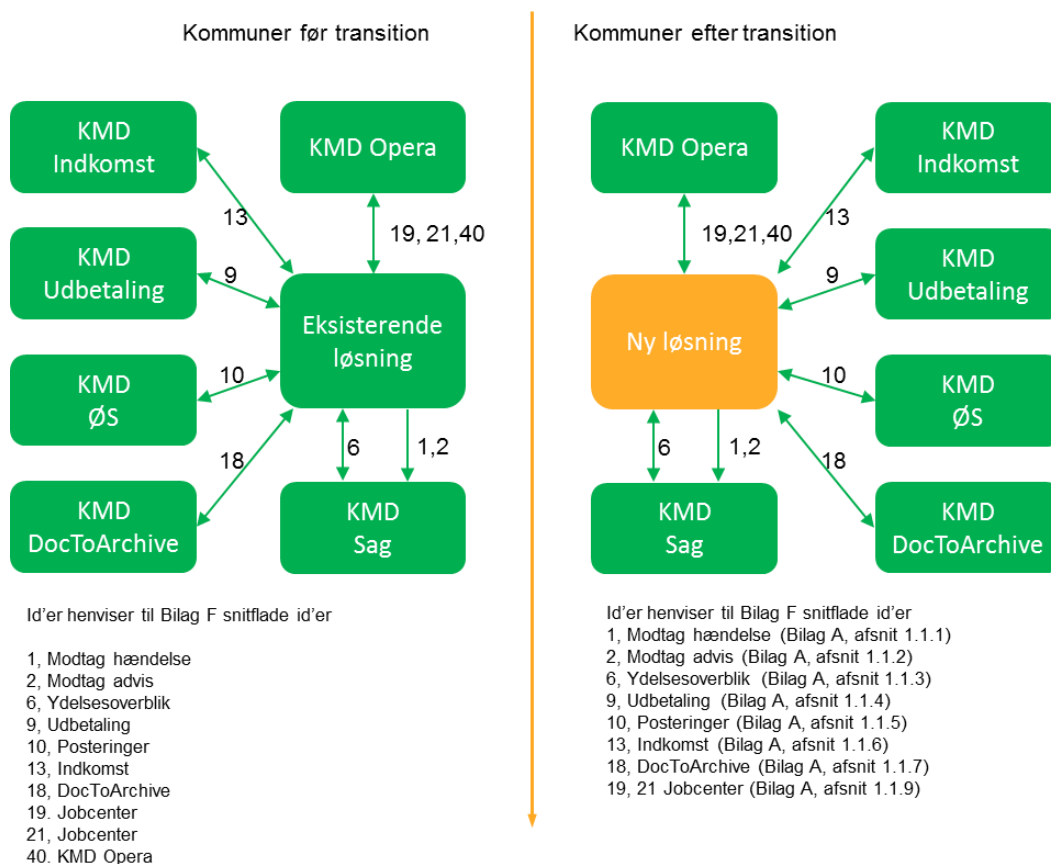 Kommuner før transition
KMD
Indkomst
KMD Opera
13
19, 21,40
KMD
Udbetaling
9
Eksisterende
løsning
KMD
ØS
10
18
6
1,2
KMD
DocToArchive
KMD
Sag
Id'er henviser til Bilag F snitflade id'er
1, Modtag hændelse
2, Modtag advis
6, Ydelsesoverblik
9, Udbetaling
10, Posteringer
13, Indkomst
18, DocToArchive
19. Jobcenter
21, Jobcenter
40. KMD Opera
Kommuner efter transition
KMD Opera
KMD
Indkomst
19,21,40
13
Ny løsning
9
KMD
Udbetaling
10
KMD
ØS
6
1,2
18
KMD
Sag
KMD
DocToArchive
Id'er henviser til Bilag F snitflade id'er
1, Modtag hændelse (Bilag A, afsnit 1.1.1)
2, Modtag advis (Bilag A, afsnit 1.1.2)
6, Ydelsesoverblik (Bilag A, afsnit 1.1.3)
9, Udbetaling (Bilag A, afsnit 1.1.4)
10, Posteringer (Bilag A, afsnit 1.1.5)
13, Indkomst (Bilag A, afsnit 1.1.6)
18, DocToArchive (Bilag A, afsnit 1.1.7)
19, 21 Jobcenter (Bilag A, afsnit 1.1.9)